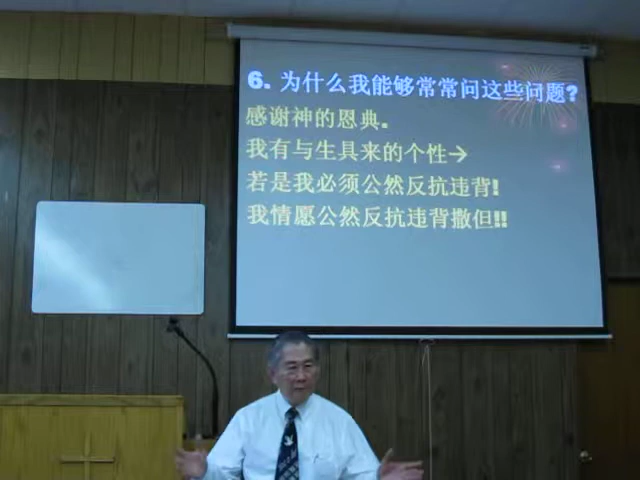 6. 为什么我能够常常问这些问题?
感谢神的恩典.
我有与生具来的个性→
若是我必须公然反抗违背!
我情愿公然反抗违背撒但!!